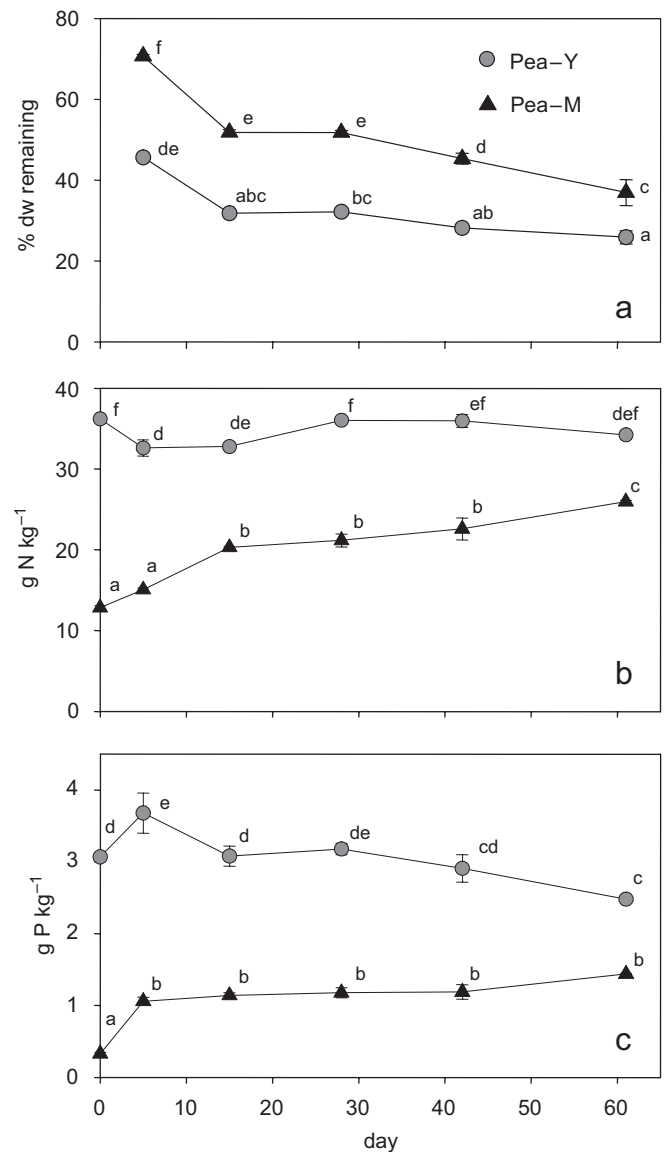 80
f
Pea–Y
60
e
e
Pea–M
de
d
% dw remaining
40
abc
bc
c
ab
a
20
a
0
40
f
f
ef
def
d
de
30
c
g N kg⁻¹
b
b
b
20
a
a
10
b
0
4
e
d
d
de
cd
3
c
g P kg⁻¹
2
b
b
b
b
b
1
a
c
0
0 10 20 30 40 50 60
day